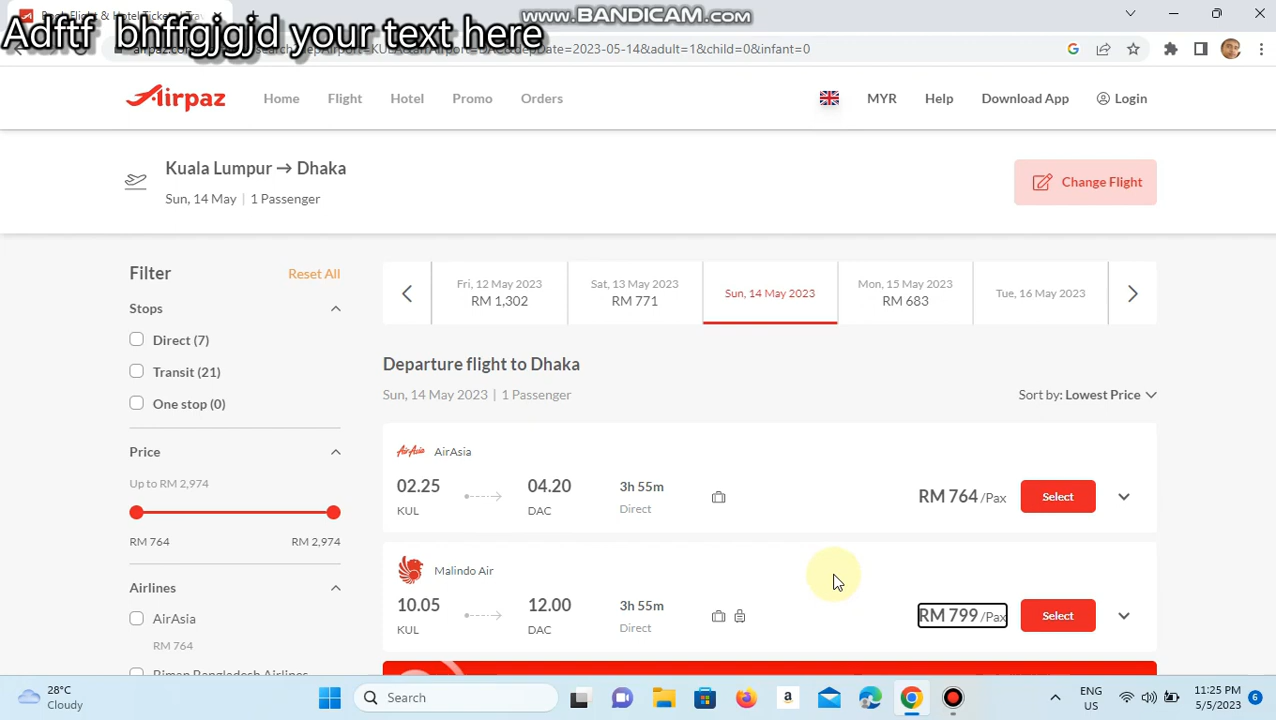 www.BANDICAM.com
Adftf bhffgjgjgjd your text here
depDate=2023-05-14&adult=1&child=0&infant=0
Airpaz Home Flight Hotel Promo Orders MYR Help Download App Login
Kuala Lumpur → Dhaka
Sun, 14 May | 1 Passenger
Change Flight
Filter Reset All
Stops
Direct (7)
Transit (21)
One stop (0)
Price
Up to RM 2,974
RM 764 RM 2,974
Airlines
AirAsia
RM 764
Biman Bangladesh Airlines
Fri, 12 May 2023
RM 1,302
Sat, 13 May 2023
RM 771
Sun, 14 May 2023
Mon, 15 May 2023
RM 683
Tue, 16 May 2023
Departure flight to Dhaka
Sun, 14 May 2023 | 1 Passenger
Sort by: Lowest Price
AirAsia AirAsia
02.25 04.20 3h 55m
KUL DAC Direct
RM 764 /Pax Select
Malindo Air
10.05 12.00 3h 55m
KUL DAC Direct
RM 799 /Pax Select
28°C
Cloudy
Search
a
ENG
US
11:25 PM
5/5/2023
6